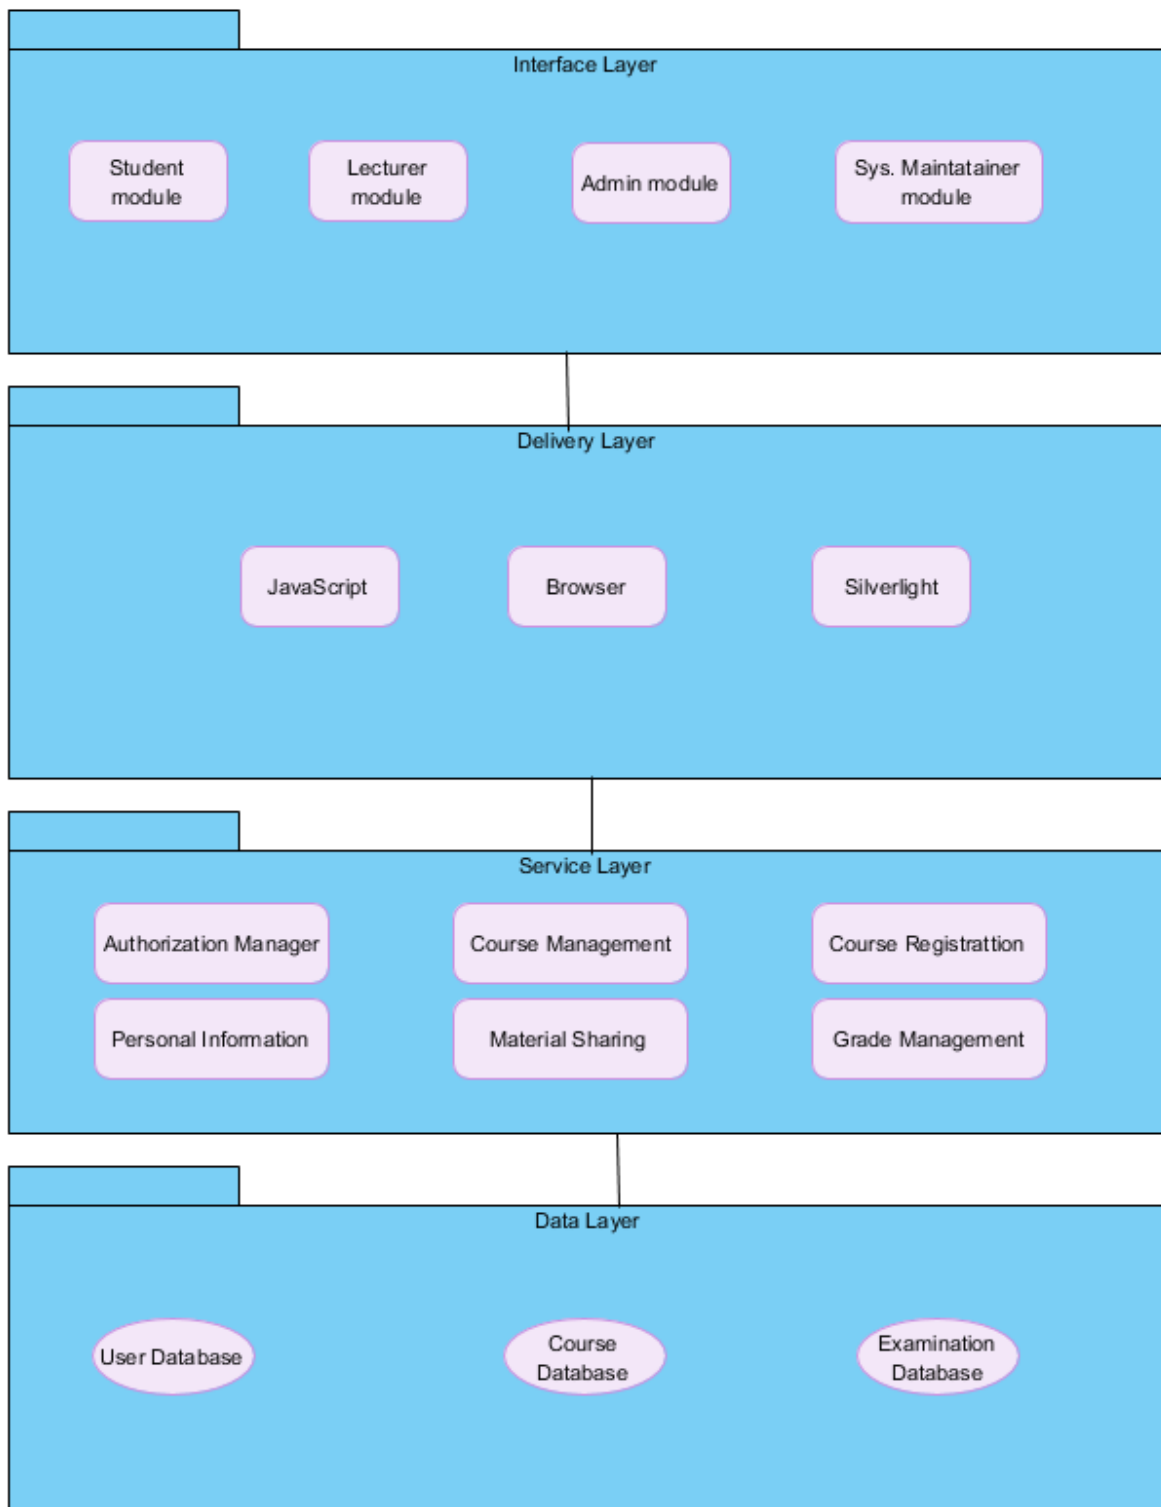 Interface Layer
Student
module
Lecturer
module
Admin module
Sys. Maintatainer
module
Delivery Layer
JavaScript
Browser
Silverlight
Service Layer
Authorization Manager
Course Management
Course Registrattion
Personal Information
Material Sharing
Grade Management
Data Layer
User Database
Course
Database
Examination
Database